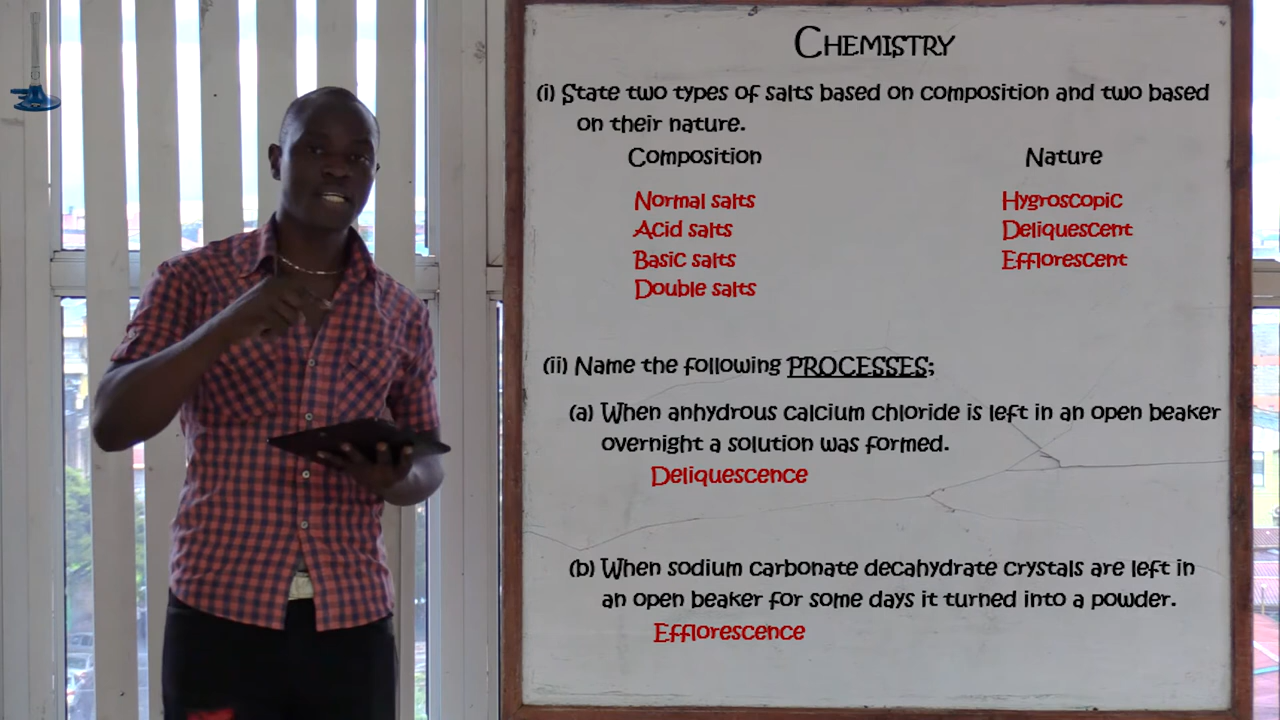 CHEMISTRY
(i) State two types of salts based on composition and two based
on their nature.
Composition Nature
Normal salts Hygroscopic
Acid salts Deliquescent
Basic salts Efflorescent
Double salts
(ii) Name the following PROCESSES;
(a) When anhydrous calcium chloride is left in an open beaker
overnight a solution was formed.
Deliquescence
(b) When sodium carbonate decahydrate crystals are left in
an open beaker for some days it turned into a powder.
Efflorescence